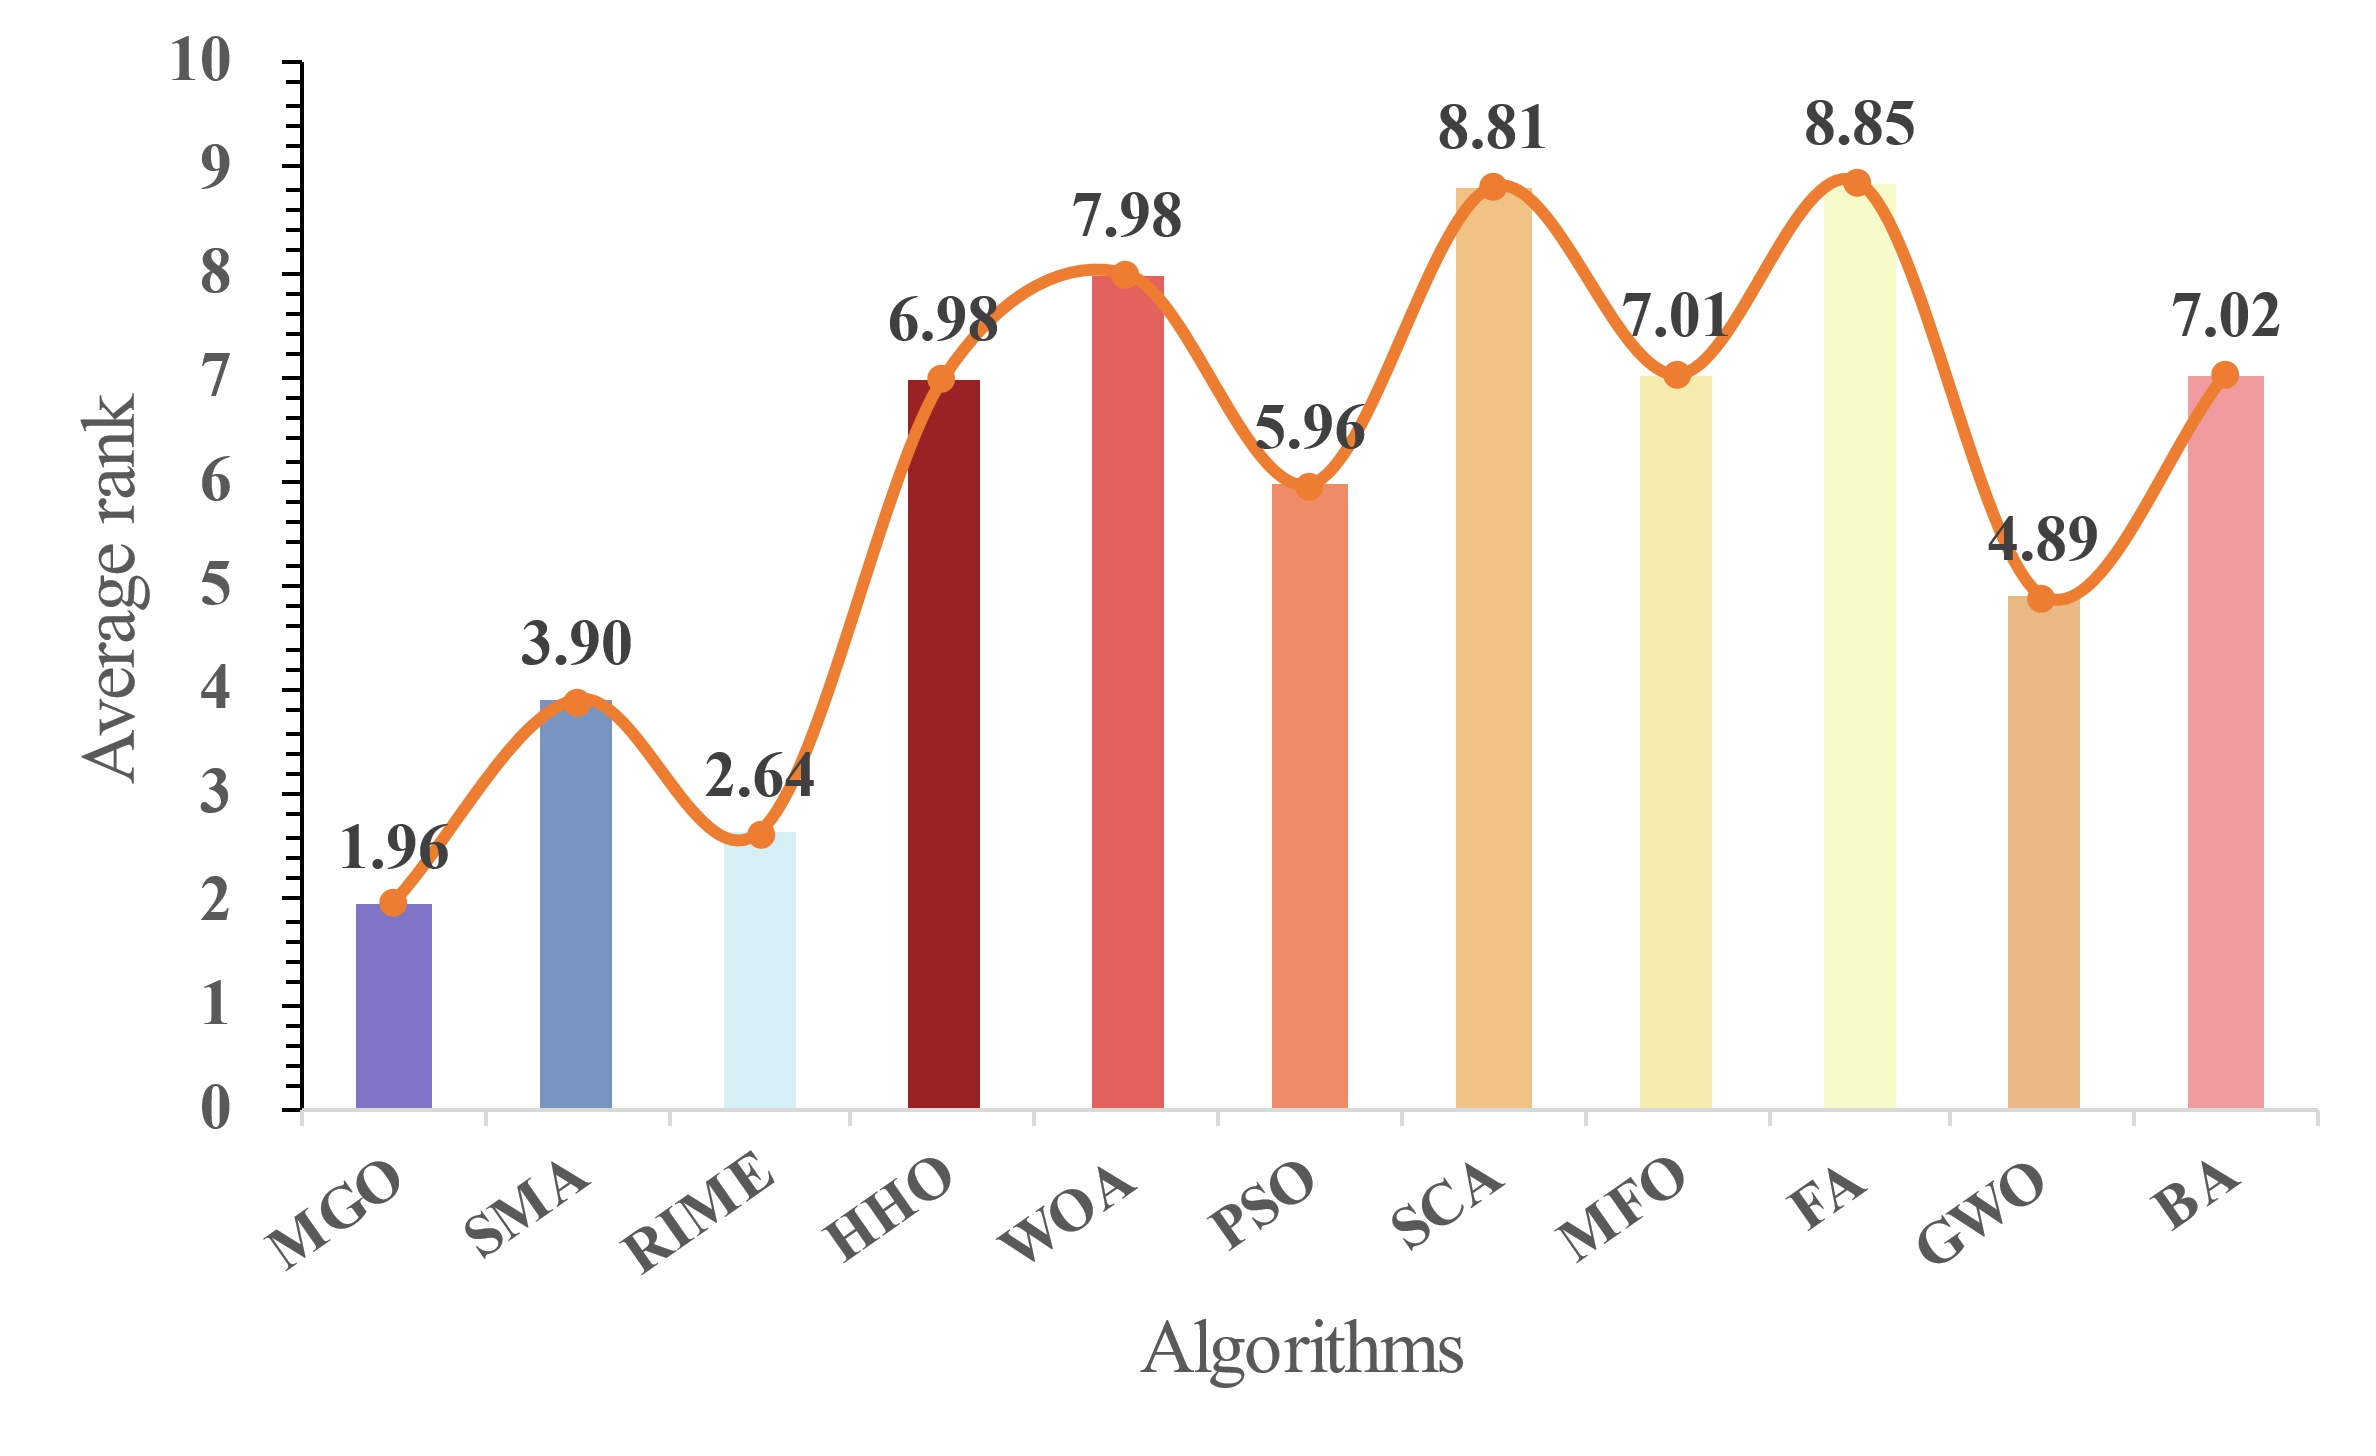 10
9
8
7
6
5
4
3
2
1
0
Average rank
1.96
3.90
2.64
6.98
7.98
5.96
8.81
7.01
8.85
4.89
7.02
MGO
SMA
RIME
HHO
WOA
PSO
SCA
MFO
FA
GWO
BA
Algorithms